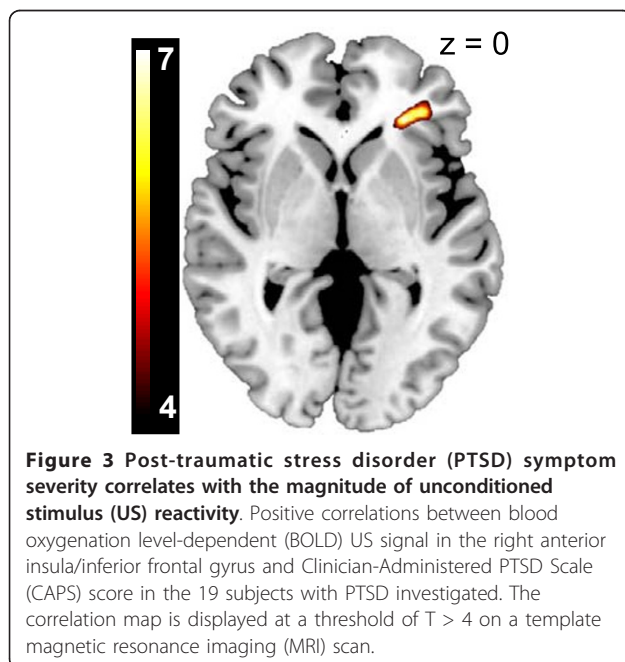 z = 0
7
4
Figure 3 Post-traumatic stress disorder (PTSD) symptom
severity correlates with the magnitude of unconditioned
stimulus (US) reactivity. Positive correlations between blood
oxygenation level-dependent (BOLD) US signal in the right anterior
insula/inferior frontal gyrus and Clinician-Administered PTSD Scale
(CAPS) score in the 19 subjects with PTSD investigated. The
correlation map is displayed at a threshold of T > 4 on a template
magnetic resonance imaging (MRI) scan.